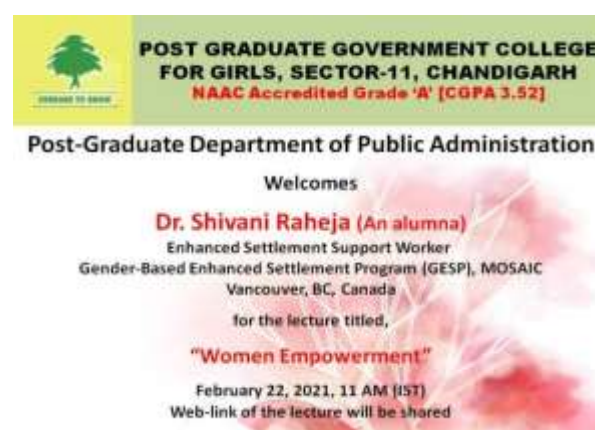 POST GRADUATE GOVERNMENT COLLEGE
FOR GIRLS, SECTOR-11, CHANDIGARH
NAAC Accredited Grade ‘A’ [CGPA 3.52]
Post-Graduate Department of Public Administration
Welcomes
Dr. Shivani Raheja (An alumna)
Enhanced Settlement Support Worker
Gender-Based Enhanced Settlement Program (GESP), MOSAIC
Vancouver, BC, Canada
for the lecture titled,
“Women Empowerment”
February 22, 2021, 11 AM (IST)
Web-link of the lecture will be shared